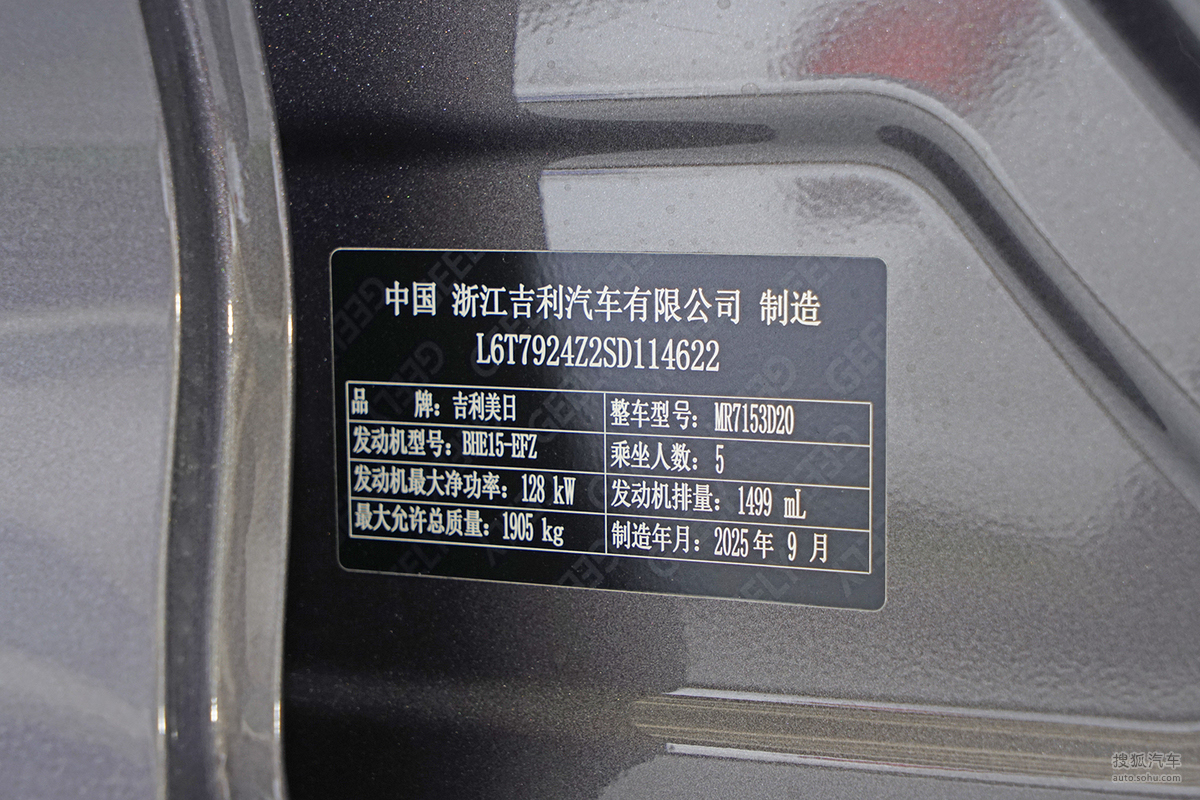 中国 浙江吉利汽车有限公司 制造
L6T7924Z2SD114622
品 牌：吉利美日 整车型号：MR7153D20
发动机型号：BHE15-EFZ 乘坐人数：5
发动机最大净功率：128 kW 发动机排量：1499 mL
最大允许总质量：1905 kg 制造年月：2025年 9 月
搜狐汽车
auto.sohu.com